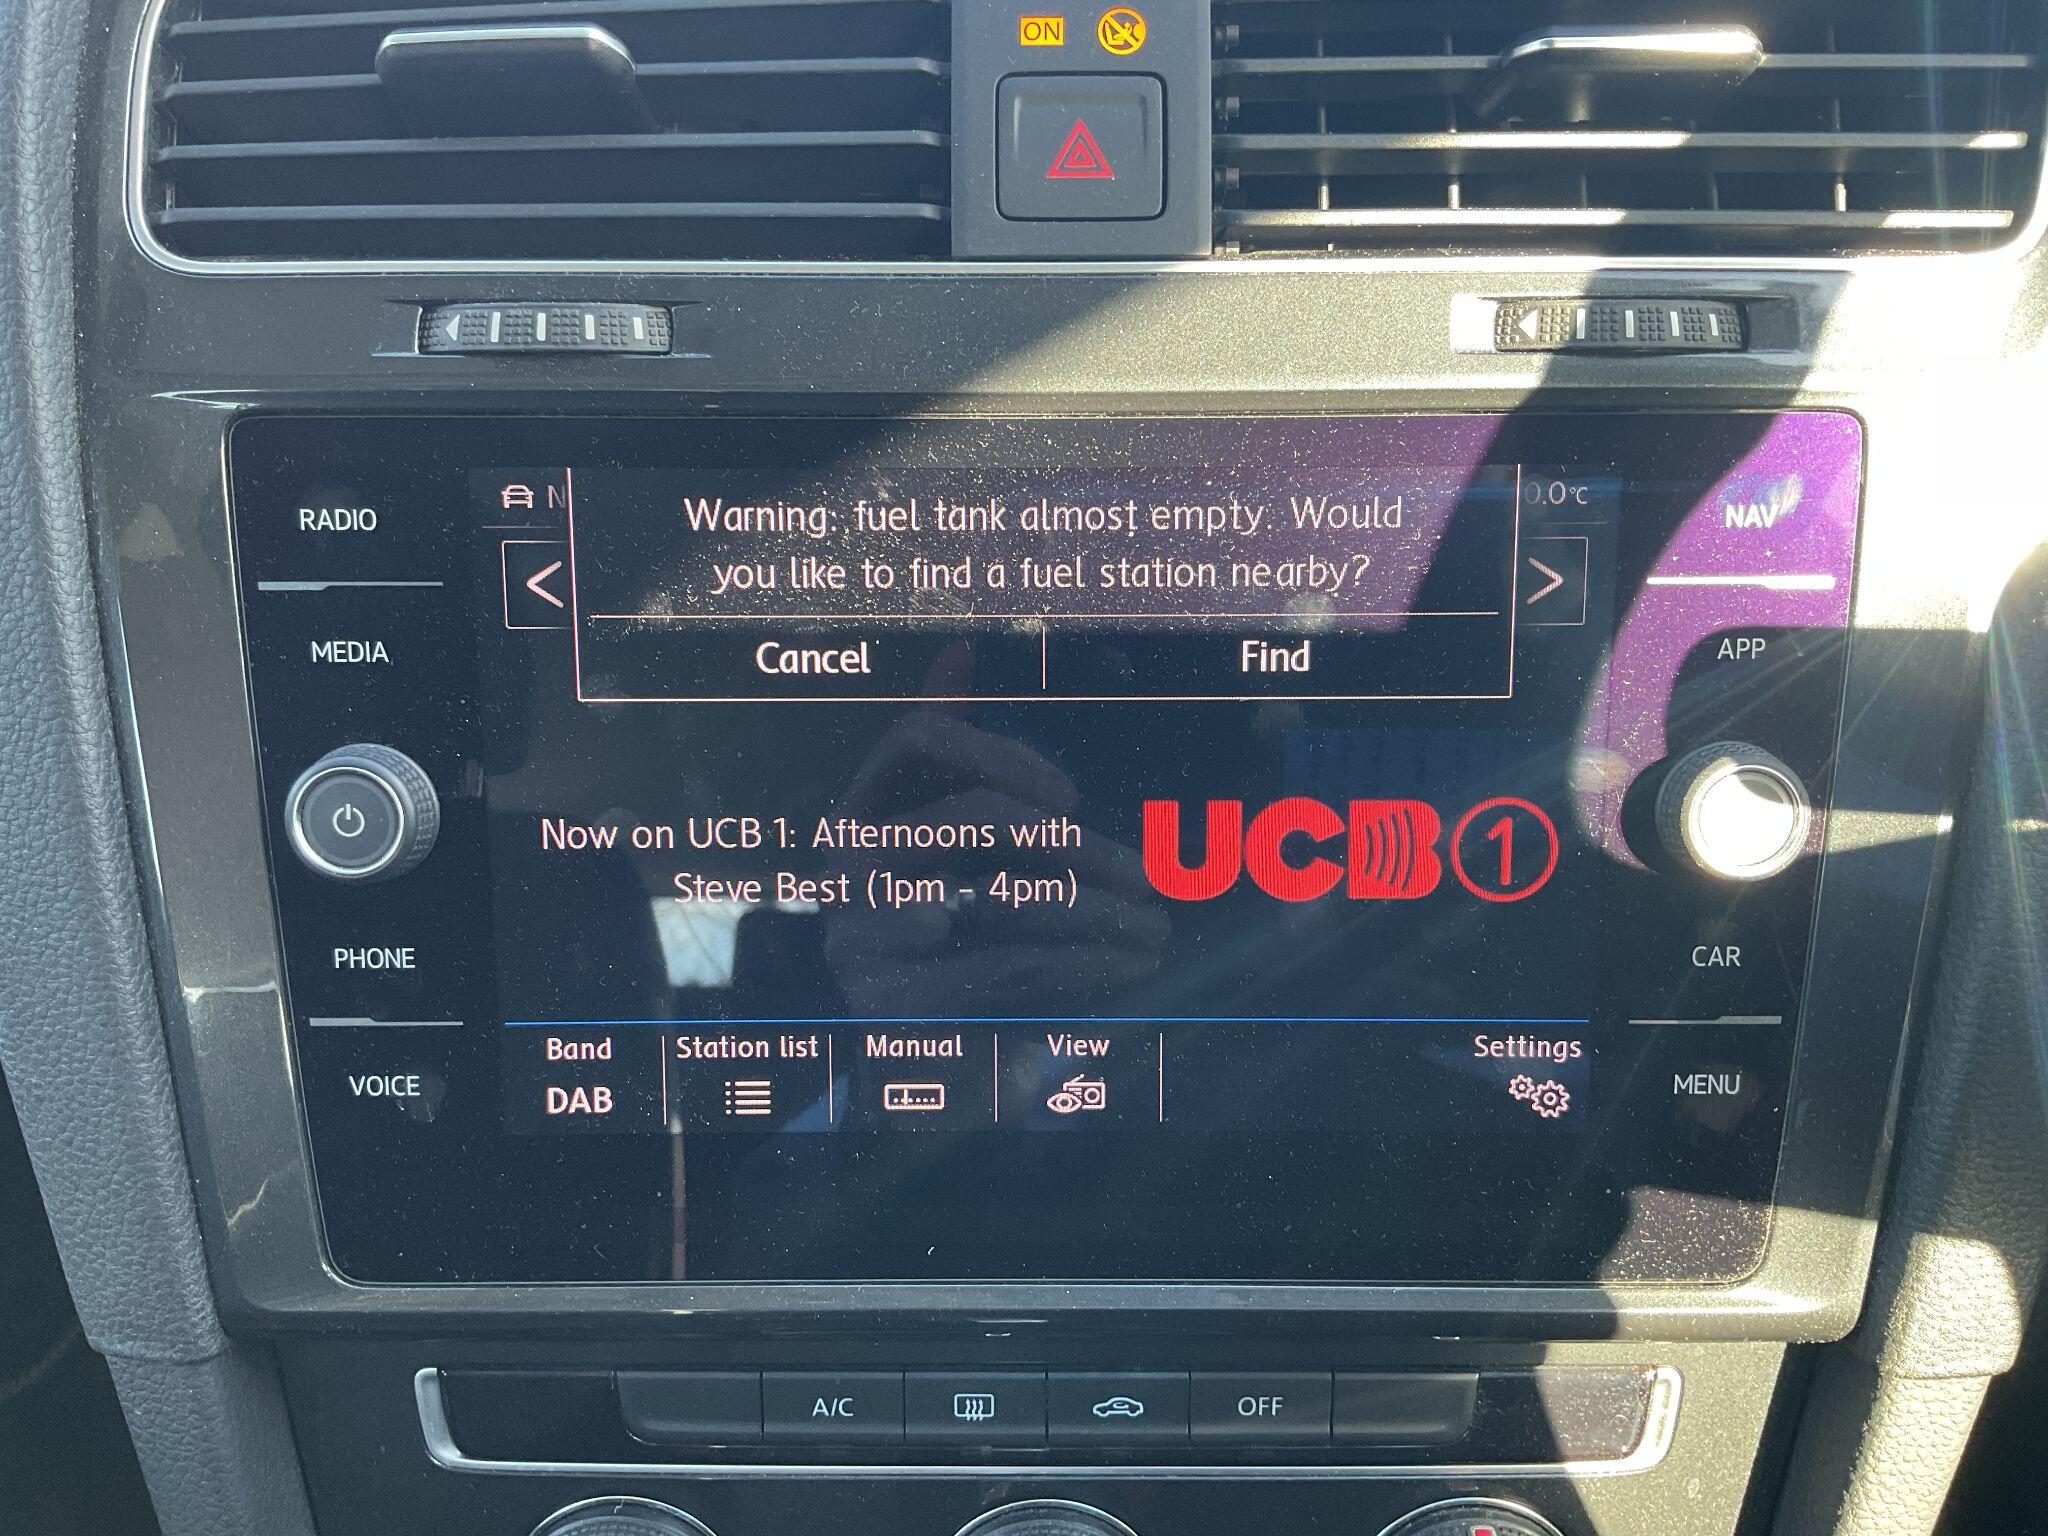 ON
RADIO
MEDIA
PHONE
VOICE
N
Warning: fuel tank almost empty. Would
you like to find a fuel station nearby?
Cancel
Find
0.0°C
Now on UCB 1: Afternoons with
Steve Best (1pm - 4pm)
UCB 1
Band
DAB
Station list
Manual
View
Settings
NAV
APP
CAR
MENU
A/C
OFF